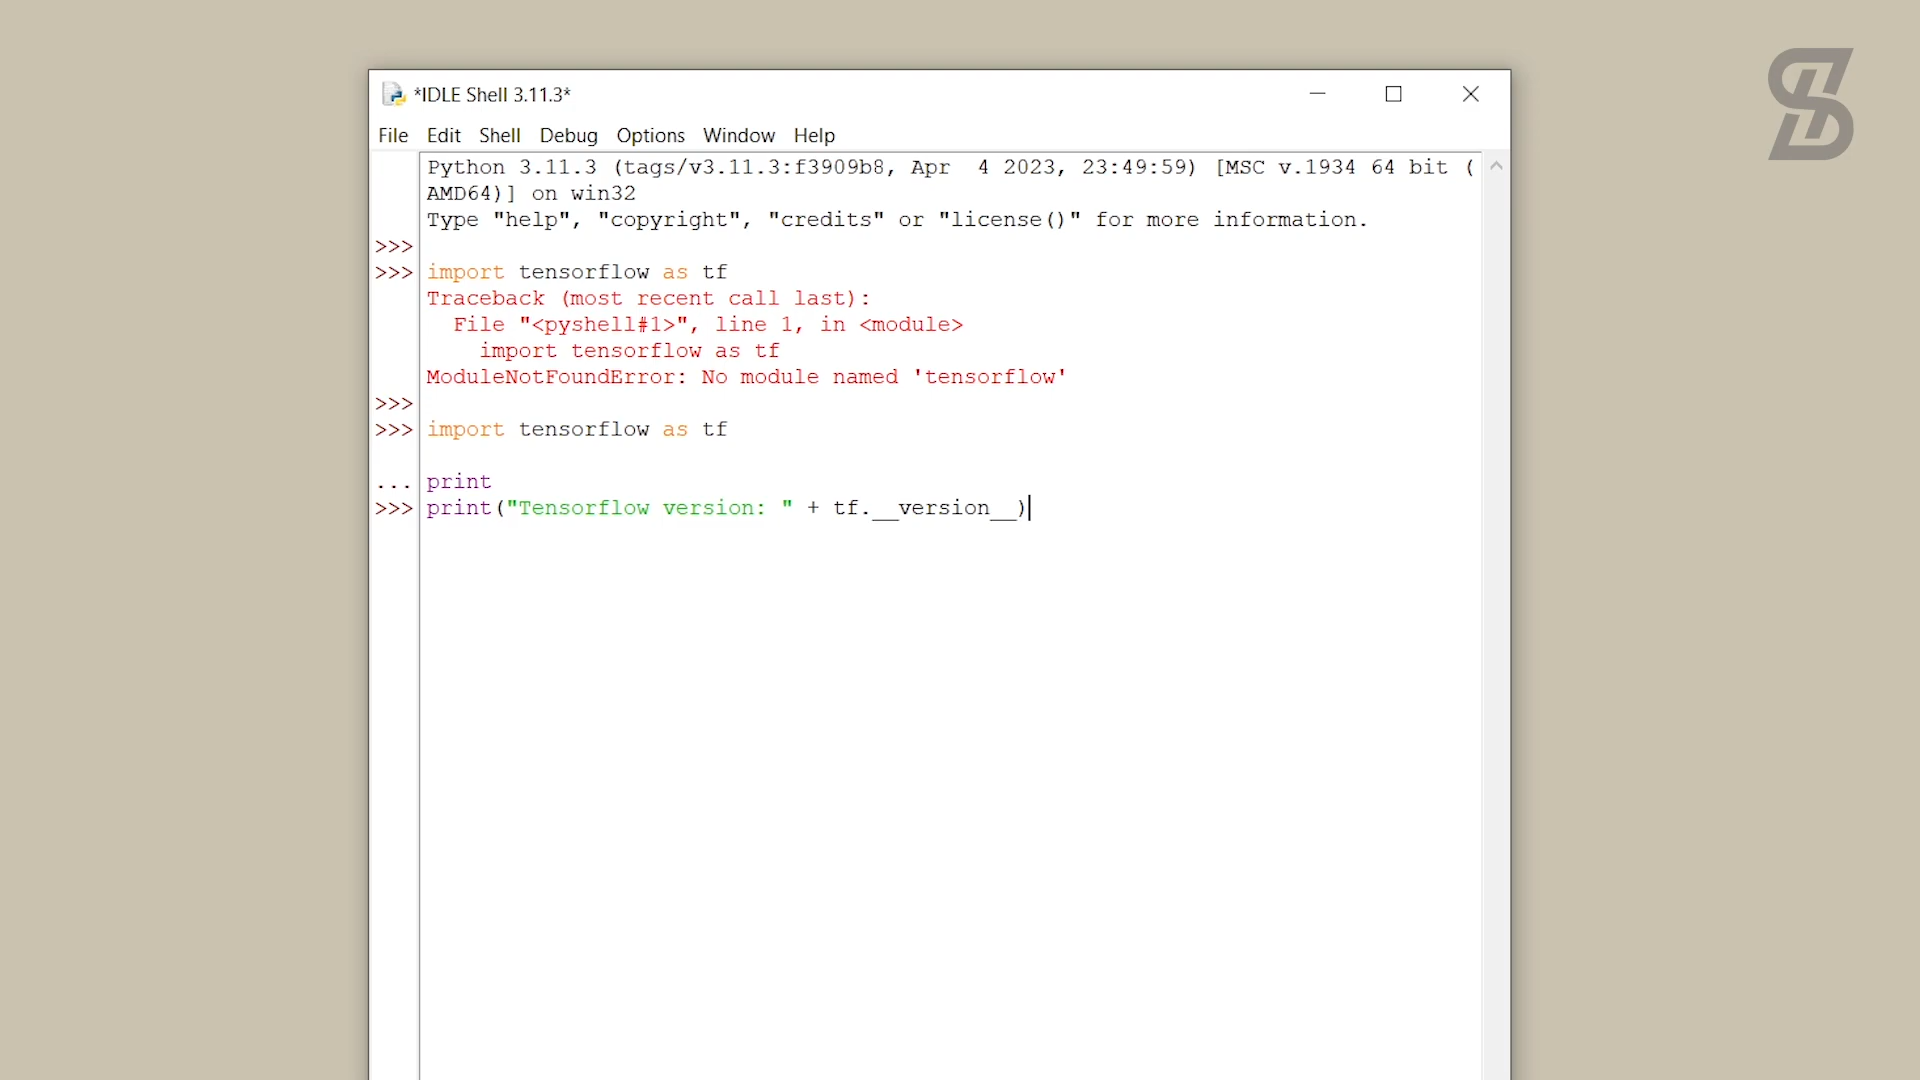 *IDLE Shell 3.11.3*
File Edit Shell Debug Options Window Help
Python 3.11.3 (tags/v3.11.3:f3909b8, Apr  4 2023, 23:49:59) [MSC v.1934 64 bit (
AMD64)] on win32
Type "help", "copyright", "credits" or "license()" for more information.
>>>
>>> import tensorflow as tf
Traceback (most recent call last):
  File "<pyshell#1>", line 1, in <module>
    import tensorflow as tf
ModuleNotFoundError: No module named 'tensorflow'
>>>
>>> import tensorflow as tf
... print
>>> print("Tensorflow version: " + tf.__version__)